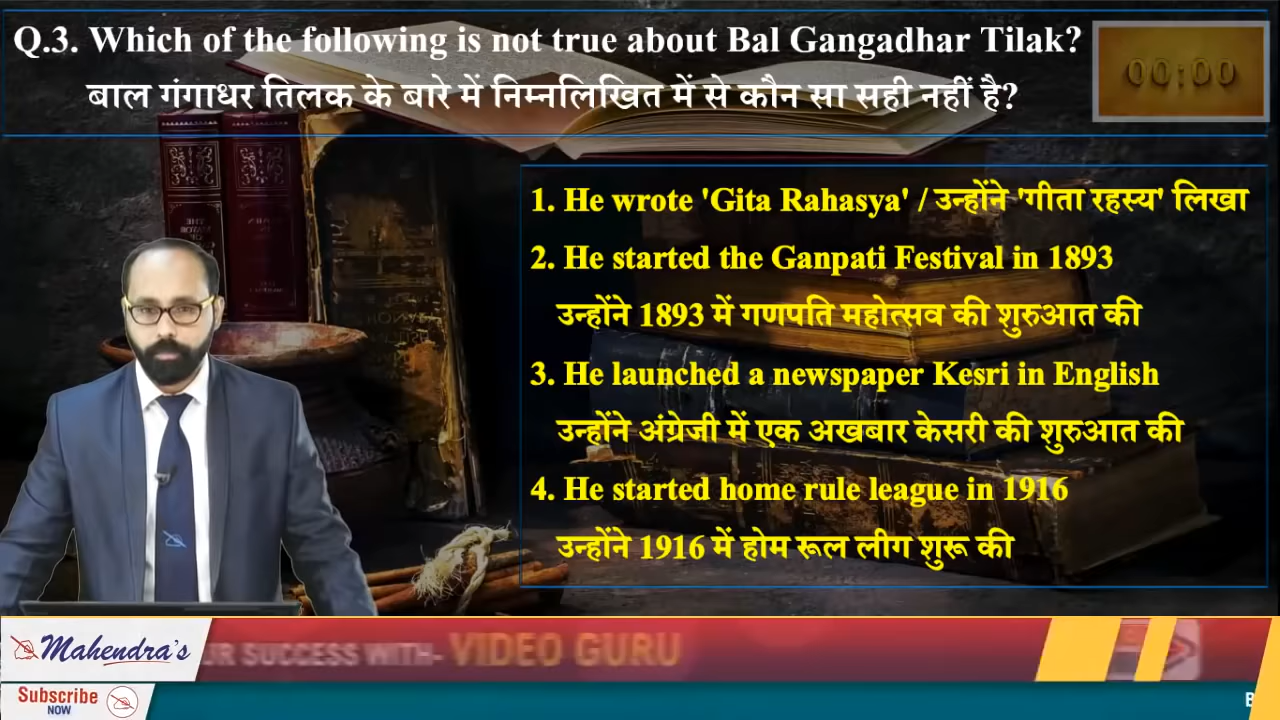 Q.3. Which of the following is not true about Bal Gangadhar Tilak?
बाल गंगाधर तिलक के बारे में निम्नलिखित में से कौन सा सही नहीं है?
00:00
1. He wrote 'Gita Rahasya' / उन्होंने 'गीता रहस्य' लिखा
2. He started the Ganpati Festival in 1893
उन्होंने 1893 में गणपति महोत्सव की शुरुआत की
3. He launched a newspaper Kesri in English
उन्होंने अंग्रेजी में एक अखबार केसरी की शुरुआत की
4. He started home rule league in 1916
उन्होंने 1916 में होम रूल लीग शुरू की
Mahendra's
UR SUCCESS WITH- VIDEO GURU
Subscribe
NOW